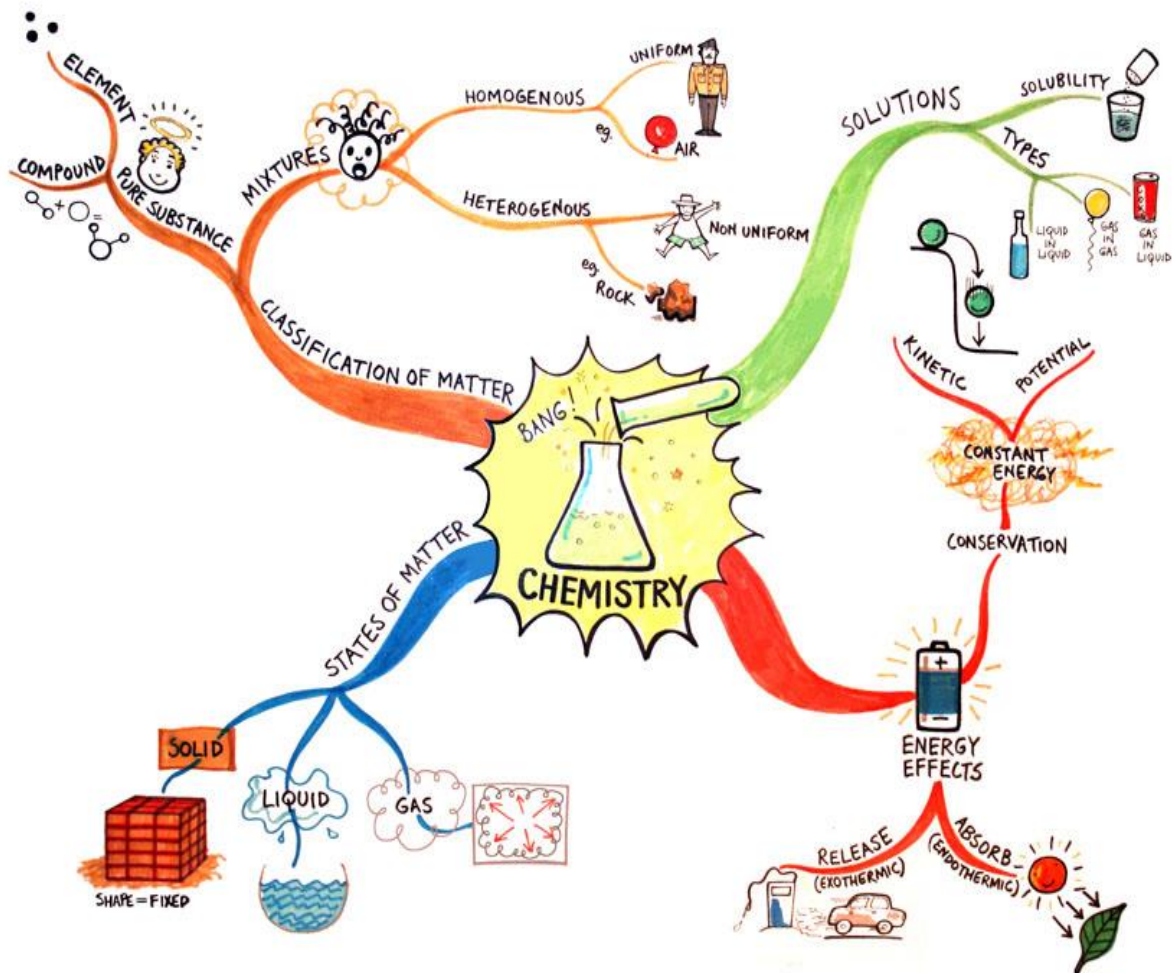 CHEMISTRY
BANG!
CLASSIFICATION OF MATTER
PURE SUBSTANCE
ELEMENT
COMPOUND
+ =
MIXTURES
HOMOGENOUS
UNIFORM
eg.
AIR
HETEROGENOUS
NON UNIFORM
eg.
ROCK
SOLUTIONS
SOLUBILITY
TYPES
LIQUID
IN
LIQUID
GAS
IN
GAS
GAS
IN
LIQUID
KINETIC
POTENTIAL
CONSTANT
ENERGY
CONSERVATION
+
-
ENERGY
EFFECTS
RELEASE
(EXOTHERMIC)
ABSORB
(ENDOTHERMIC)
STATES OF MATTER
SOLID
SHAPE = FIXED
LIQUID
GAS